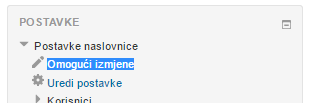 POSTAVKE
Postavke naslovnice
Omogući izmjene
Uredi postavke
Korisnici